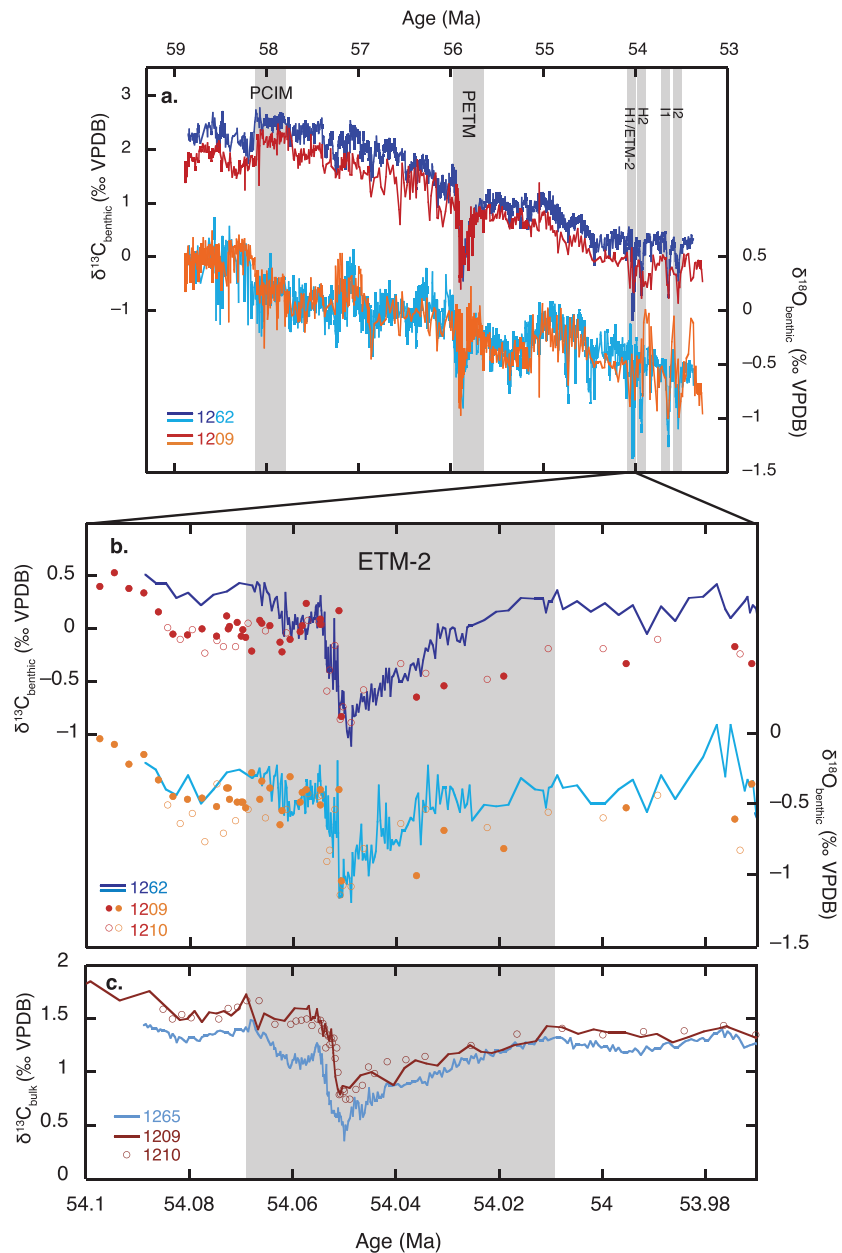 Age (Ma)
59 58 57 56 55 54 53
a.
PCIM
PETM
H1/ETM-2
H2
I1
I2
3
2
1
0
−1
δ13Cbenthic (‰ VPDB)
0.5
0
−0.5
−1
−1.5
δ18Obenthic (‰ VPDB)
1262
1209
b.
ETM-2
0.5
0
−0.5
−1
δ13Cbenthic (‰ VPDB)
0
−0.5
−1
−1.5
δ18Obenthic (‰ VPDB)
1262
1209
1210
c.
2
1.5
1
0.5
0
δ13Cbulk (‰ VPDB)
1265
1209
1210
54.1 54.08 54.06 54.04 54.02 54 53.98
Age (Ma)